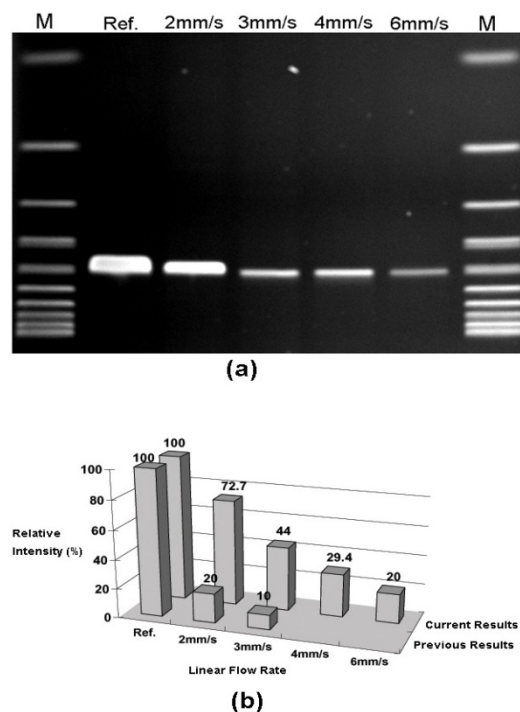 M Ref. 2mm/s 3mm/s 4mm/s 6mm/s M
(a)
100 100
72.7
44
29.4
20
20
10
100
80
60
40
20
0
Relative
Intensity (%)
Ref. 2mm/s 3mm/s 4mm/s 6mm/s
Current Results
Previous Results
Linear Flow Rate
(b)